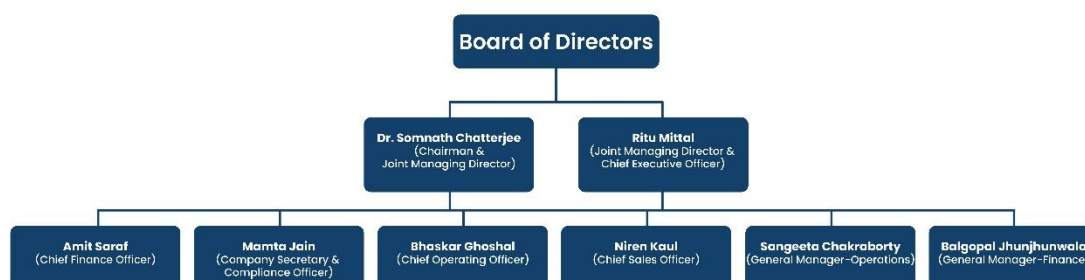 Board of Directors
Dr. Somnath Chatterjee
(Chairman &
Joint Managing Director)
Ritu Mittal
(Joint Managing Director &
Chief Executive Officer)
Amit Saraf
(Chief Finance Officer)
Mamta Jain
(Company Secretary &
Compliance Officer)
Bhaskar Ghoshal
(Chief Operating Officer)
Niren Kaul
(Chief Sales Officer)
Sangeeta Chakraborty
(General Manager-Operations)
Balgopal Jhunjhunwala
(General Manager-Finance)